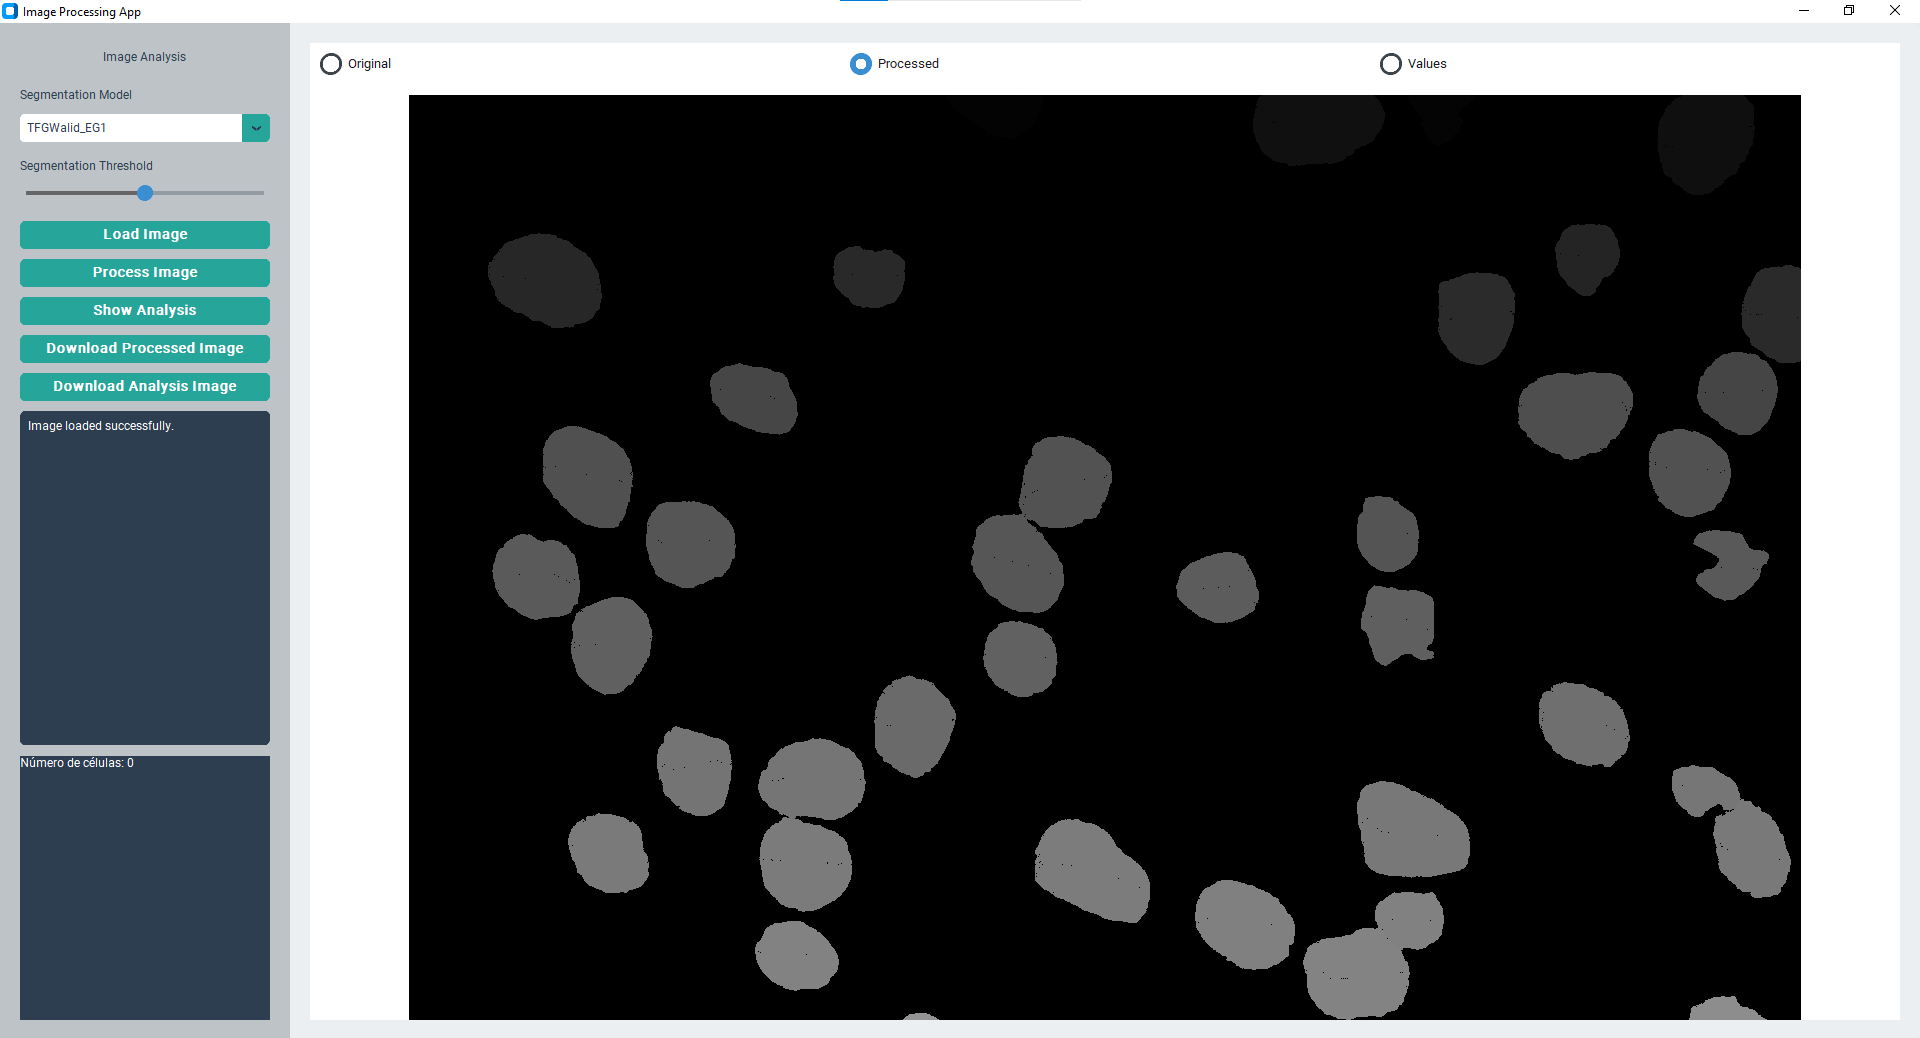 Image Processing App
Image Analysis
Segmentation Model
TFGWalid_EG1
Segmentation Threshold
Load Image
Process Image
Show Analysis
Download Processed Image
Download Analysis Image
Image loaded successfully.
Número de células: 0
Original
Processed
Values